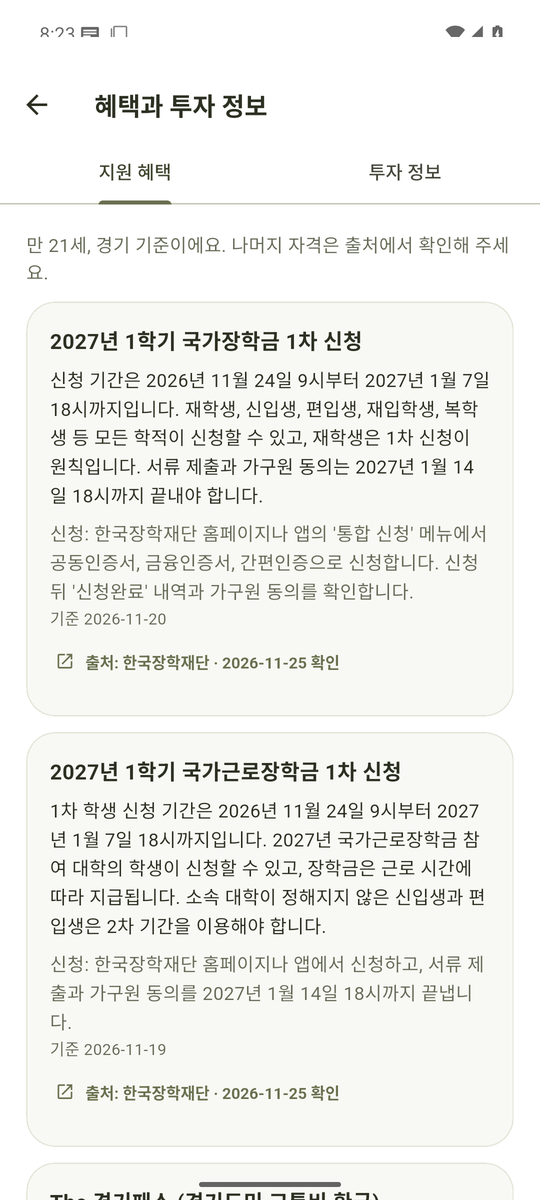 8:23
혜택과 투자 정보
지원 혜택
투자 정보
만 21세, 경기 기준이에요. 나머지 자격은 출처에서 확인해 주세
요.
2027년 1학기 국가장학금 1차 신청
신청 기간은 2026년 11월 24일 9시부터 2027년 1월 7일
18시까지입니다. 재학생, 신입생, 편입생, 재입학생, 복학
생 등 모든 학적이 신청할 수 있고, 재학생은 1차 신청이
원칙입니다. 서류 제출과 가구원 동의는 2027년 1월 14
일 18시까지 끝내야 합니다.
신청: 한국장학재단 홈페이지나 앱의 '통합 신청' 메뉴에서
공동인증서, 금융인증서, 간편인증으로 신청합니다. 신청
뒤 '신청완료' 내역과 가구원 동의를 확인합니다.
기준 2026-11-20
출처: 한국장학재단 · 2026-11-25 확인
2027년 1학기 국가근로장학금 1차 신청
1차 학생 신청 기간은 2026년 11월 24일 9시부터 2027
년 1월 7일 18시까지입니다. 2027년 국가근로장학금 참
여 대학의 학생이 신청할 수 있고, 장학금은 근로 시간에
따라 지급됩니다. 소속 대학이 정해지지 않은 신입생과 편
입생은 2차 기간을 이용해야 합니다.
신청: 한국장학재단 홈페이지나 앱에서 신청하고, 서류 제
출과 가구원 동의를 2027년 1월 14일 18시까지 끝냅니
다.
기준 2026-11-19
출처: 한국장학재단 · 2026-11-25 확인
The 경기패스 (경기도민 교통비 환급)